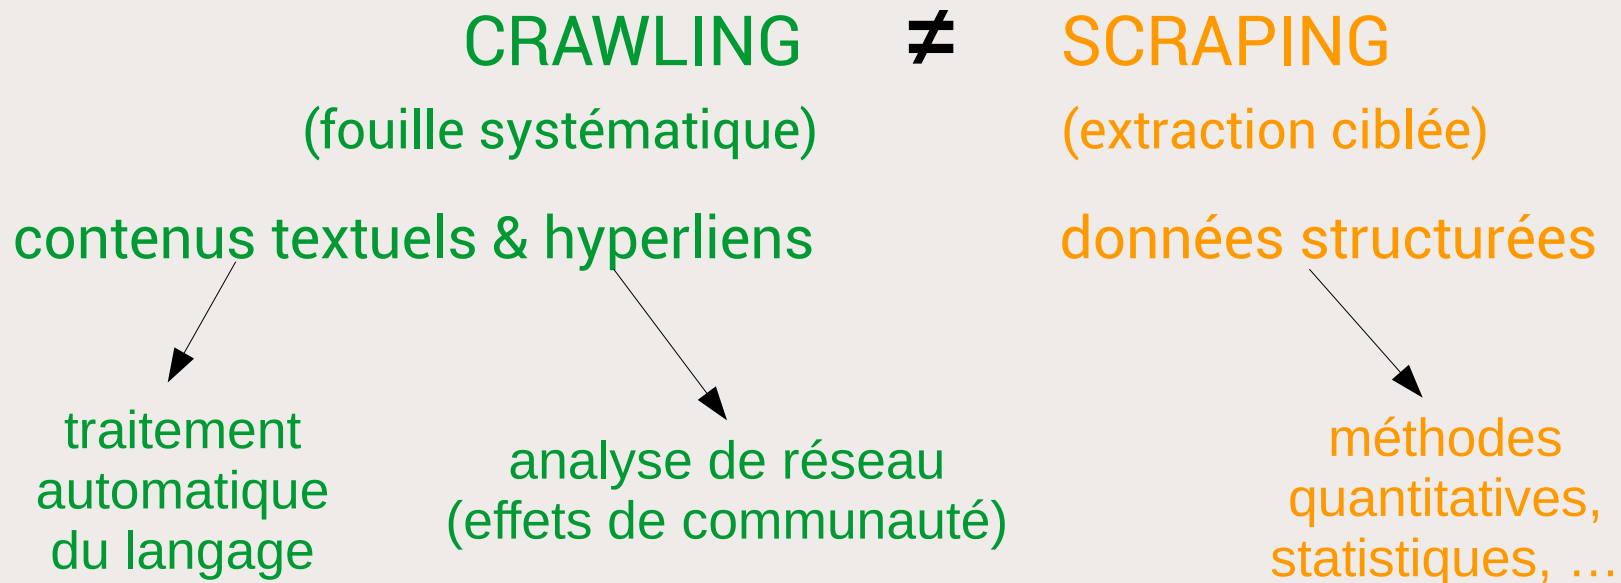 CRAWLING ≠ SCRAPING
(fouille systématique) (extraction ciblée)
contenus textuels & hyperliens données structurées
traitement
automatique
du langage
analyse de réseau
(effets de communauté)
méthodes
quantitatives,
statistiques, …